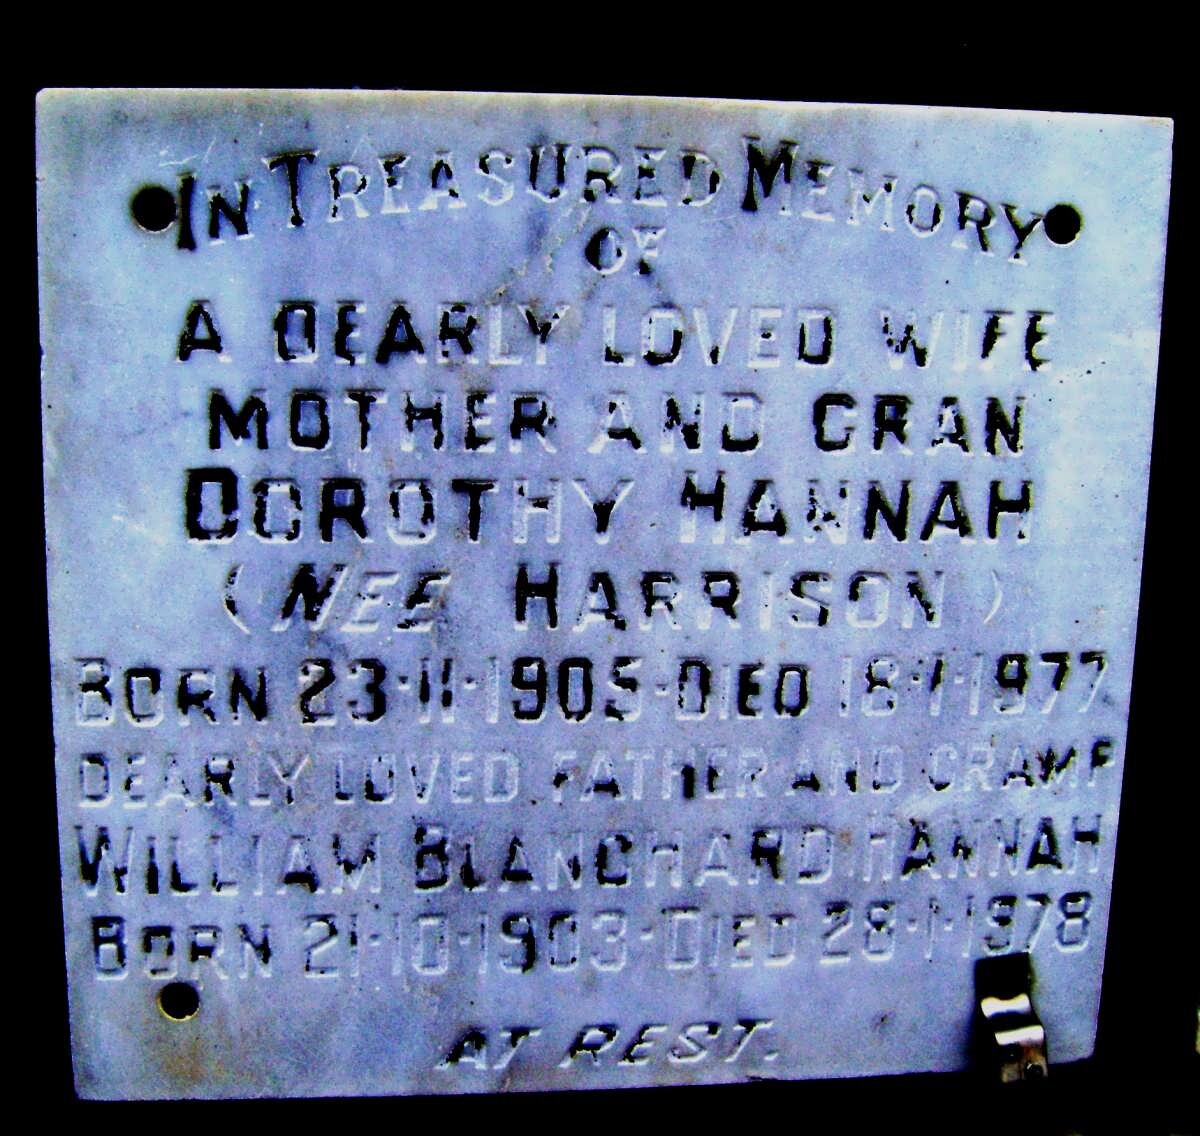 IN TREASURED MEMORY
OF
A DEARLY LOVED WIFE
MOTHER AND GRAN
DOROTHY HANNAH
(NEE HARRISON)
BORN 23·11·1905-DIED 18·1·1977
DEARLY LOVED FATHER AND GRAMP
WILLIAM BLANCHARD HANNAH
BORN 21·10·1903-DIED 28·1·1978
AT REST.